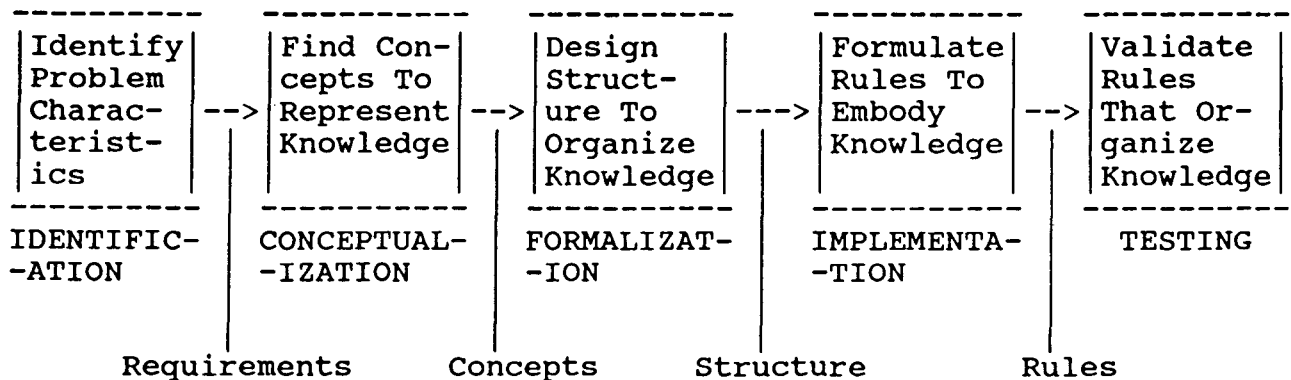 Identify
Problem
Charac-
terist-
ics
Find Con-
cepts To
Represent
Knowledge
Design
Struct-
ure To
Organize
Knowledge
Formulate
Rules To
Embody
Knowledge
Validate
Rules
That Or-
ganize
Knowledge
IDENTIFIC-
-ATION
CONCEPTUAL-
-IZATION
FORMALIZAT-
-ION
IMPLEMENTA-
-TION
TESTING
Requirements
Concepts
Structure
Rules